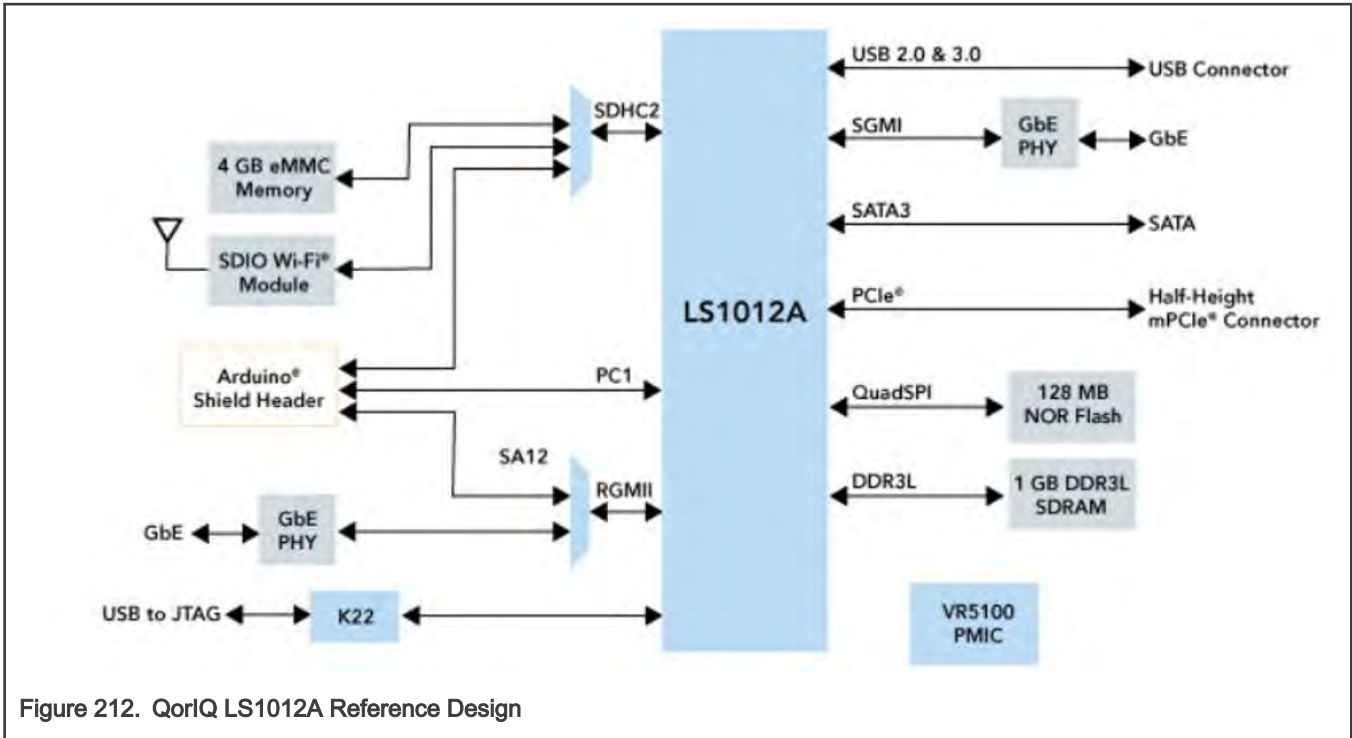 USB 2.0 & 3.0
USB Connector
SDHC2
SGMI
GbE
PHY
GbE
4 GB eMMC
Memory
SATA3
SATA
SDIO Wi-Fi®
Module
LS1012A
PCIe®
Half-Height
mPCIe® Connector
Arduino®
Shield Header
PC1
QuadSPI
128 MB
NOR Flash
SA12
RGMII
DDR3L
1 GB DDR3L
SDRAM
GbE
GbE
PHY
USB to JTAG
K22
VR5100
PMIC
Figure 212. QorIQ LS1012A Reference Design